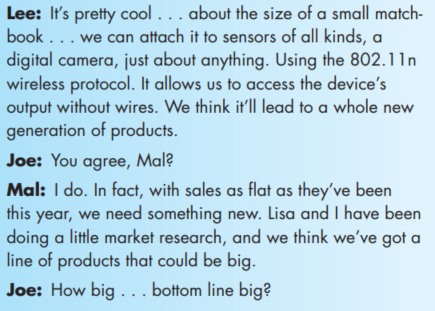 Lee: It's pretty cool . . . about the size of a small match-
book . . . we can attach it to sensors of all kinds, a
digital camera, just about anything. Using the 802.11n
wireless protocol. It allows us to access the device's
output without wires. We think it'll lead to a whole new
generation of products.
Joe: You agree, Mal?
Mal: I do. In fact, with sales as flat as they've been
this year, we need something new. Lisa and I have been
doing a little market research, and we think we've got a
line of products that could be big.
Joe: How big . . . bottom line big?